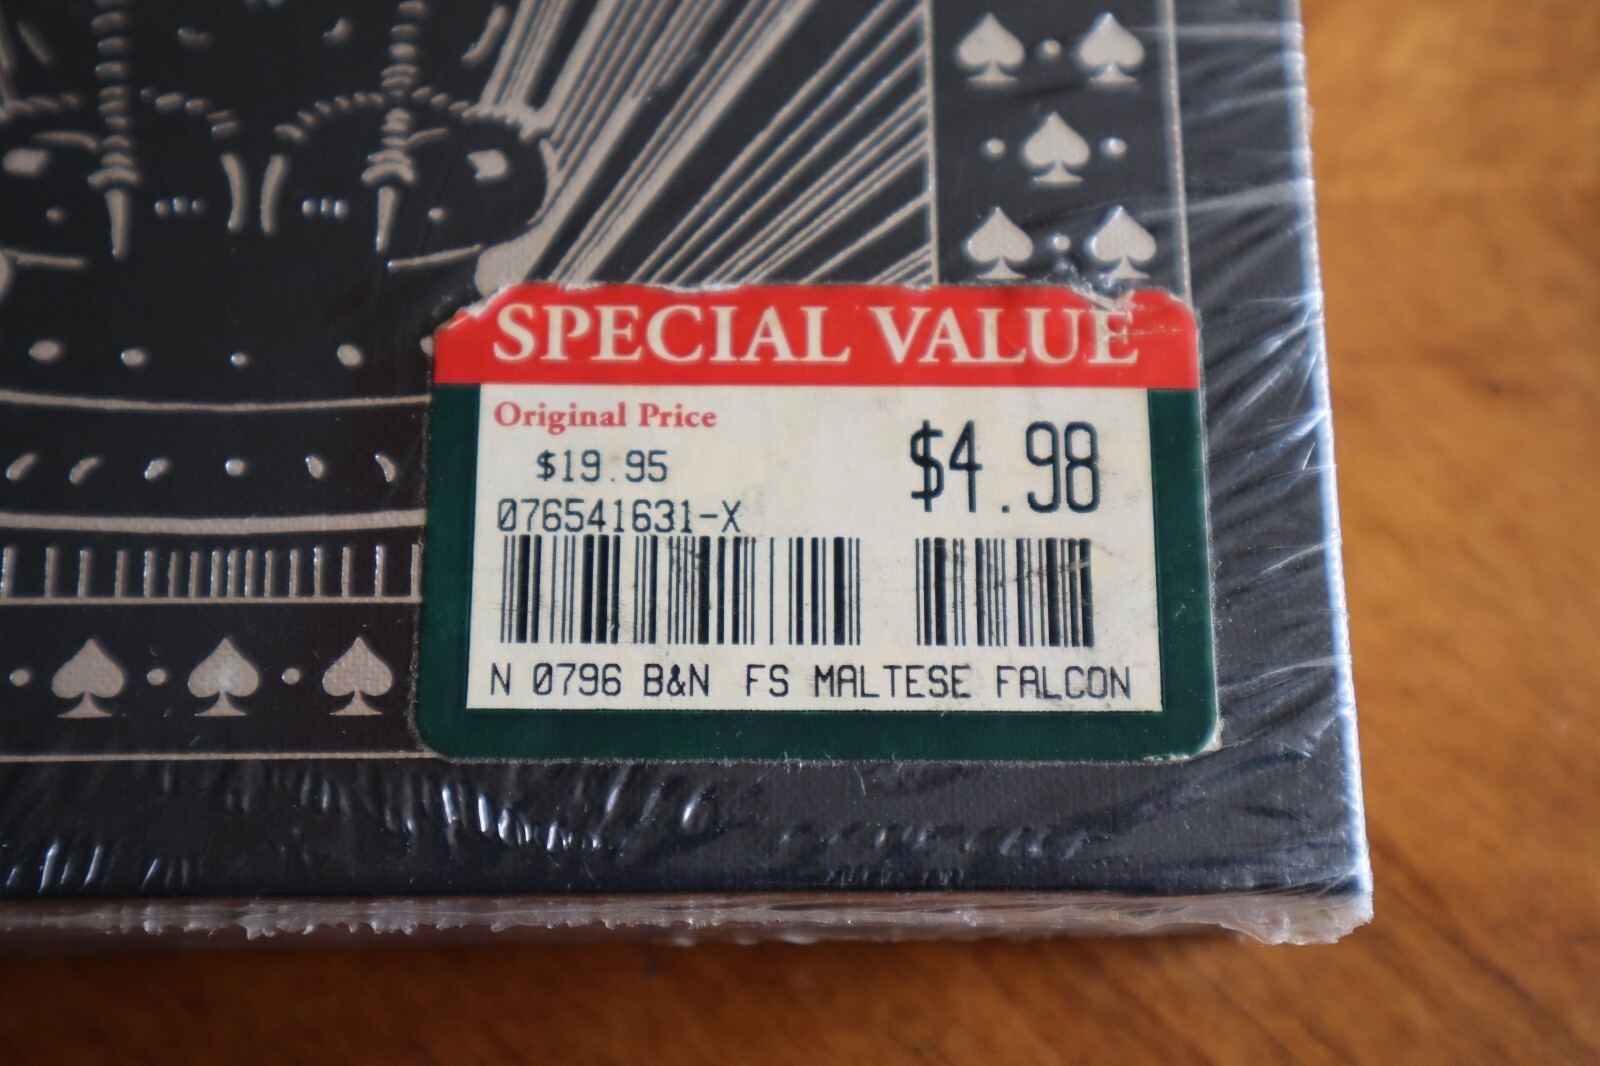 SPECIAL VALUE
Original Price
$19.95
$4.98
076541631-X
N 0796 B&N FS MALTESE FALCON